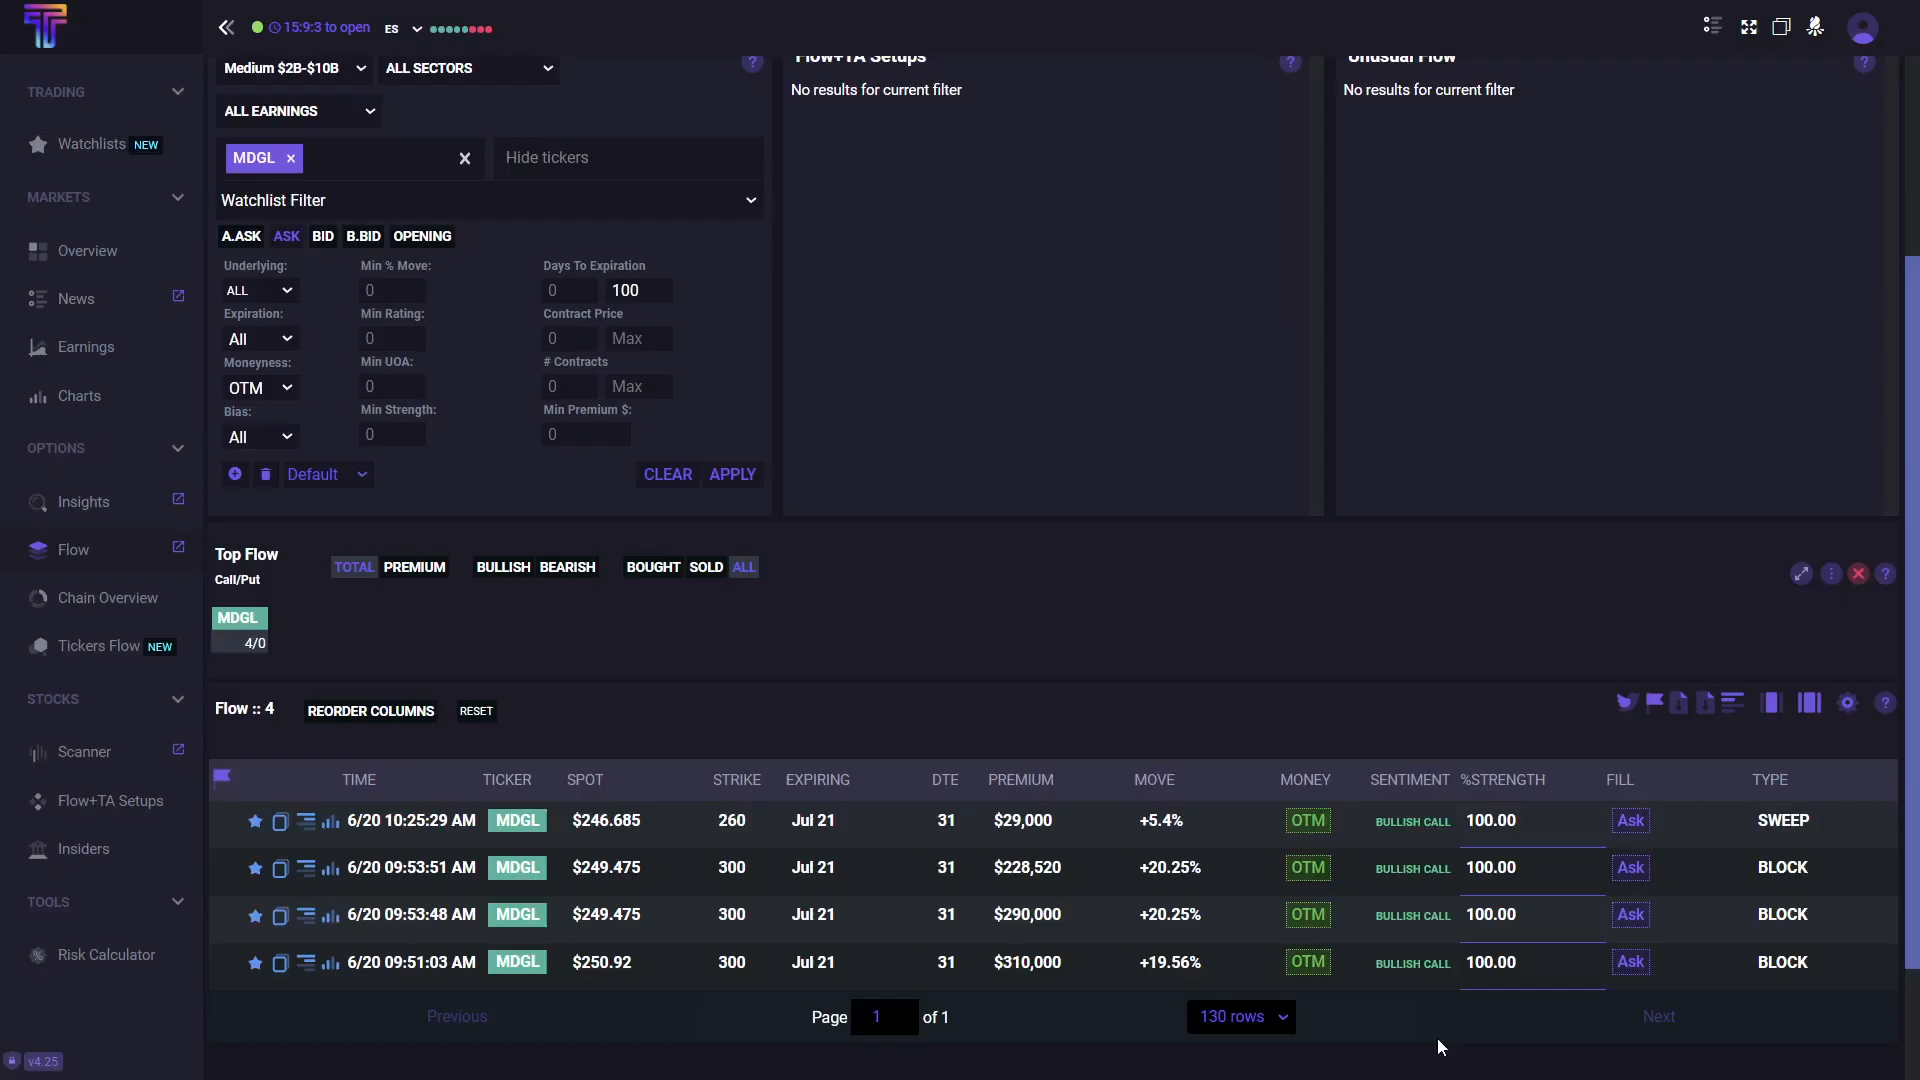 15:9:3 to open ES
TRADING
Watchlists NEW
MARKETS
Overview
News
Earnings
Charts
OPTIONS
Insights
Flow
Chain Overview
Tickers Flow NEW
STOCKS
Scanner
Flow+TA Setups
Insiders
TOOLS
Risk Calculator
v4.25
Medium $2B-$10B ALL SECTORS ?
ALL EARNINGS
MDGL × × Hide tickers
Watchlist Filter
A.ASK ASK BID B.BID OPENING
Underlying: Min % Move: Days To Expiration
ALL 0 0 100
Expiration: Min Rating: Contract Price
All 0 0 Max
Moneyness: Min UOA: # Contracts
OTM 0 0 Max
Bias: Min Strength: Min Premium $:
All 0 0
Default CLEAR APPLY
Flow+TA Setups ?
No results for current filter
Unusual Flow ?
No results for current filter
Top Flow TOTAL PREMIUM BULLISH BEARISH BOUGHT SOLD ALL ?
Call/Put
MDGL
4/0
Flow :: 4 REORDER COLUMNS RESET ?
TIME TICKER SPOT STRIKE EXPIRING DTE PREMIUM MOVE MONEY SENTIMENT %STRENGTH FILL TYPE
6/20 10:25:29 AM MDGL $246.685 260 Jul 21 31 $29,000 +5.4% OTM BULLISH CALL 100.00 Ask SWEEP
6/20 09:53:51 AM MDGL $249.475 300 Jul 21 31 $228,520 +20.25% OTM BULLISH CALL 100.00 Ask BLOCK
6/20 09:53:48 AM MDGL $249.475 300 Jul 21 31 $290,000 +20.25% OTM BULLISH CALL 100.00 Ask BLOCK
6/20 09:51:03 AM MDGL $250.92 300 Jul 21 31 $310,000 +19.56% OTM BULLISH CALL 100.00 Ask BLOCK
Previous Page 1 of 1 130 rows Next